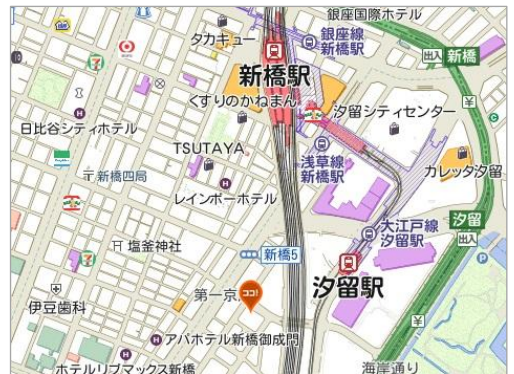 銀座国際ホテル
タカキュー
銀座線
新橋駅
出入 新橋
新橋駅
くすりのかねまん
汐留シティセンター
日比谷シティホテル
TSUTAYA
浅草線
新橋駅
カレッタ汐留
〒新橋四局
レインボーホテル
大江戸線
汐留駅
汐留
出入
塩釜神社
新橋5
汐留駅
第一京
ココ!
伊豆歯科
アパホテル新橋御成門
ホテルリブマックス新橋
海岸通り